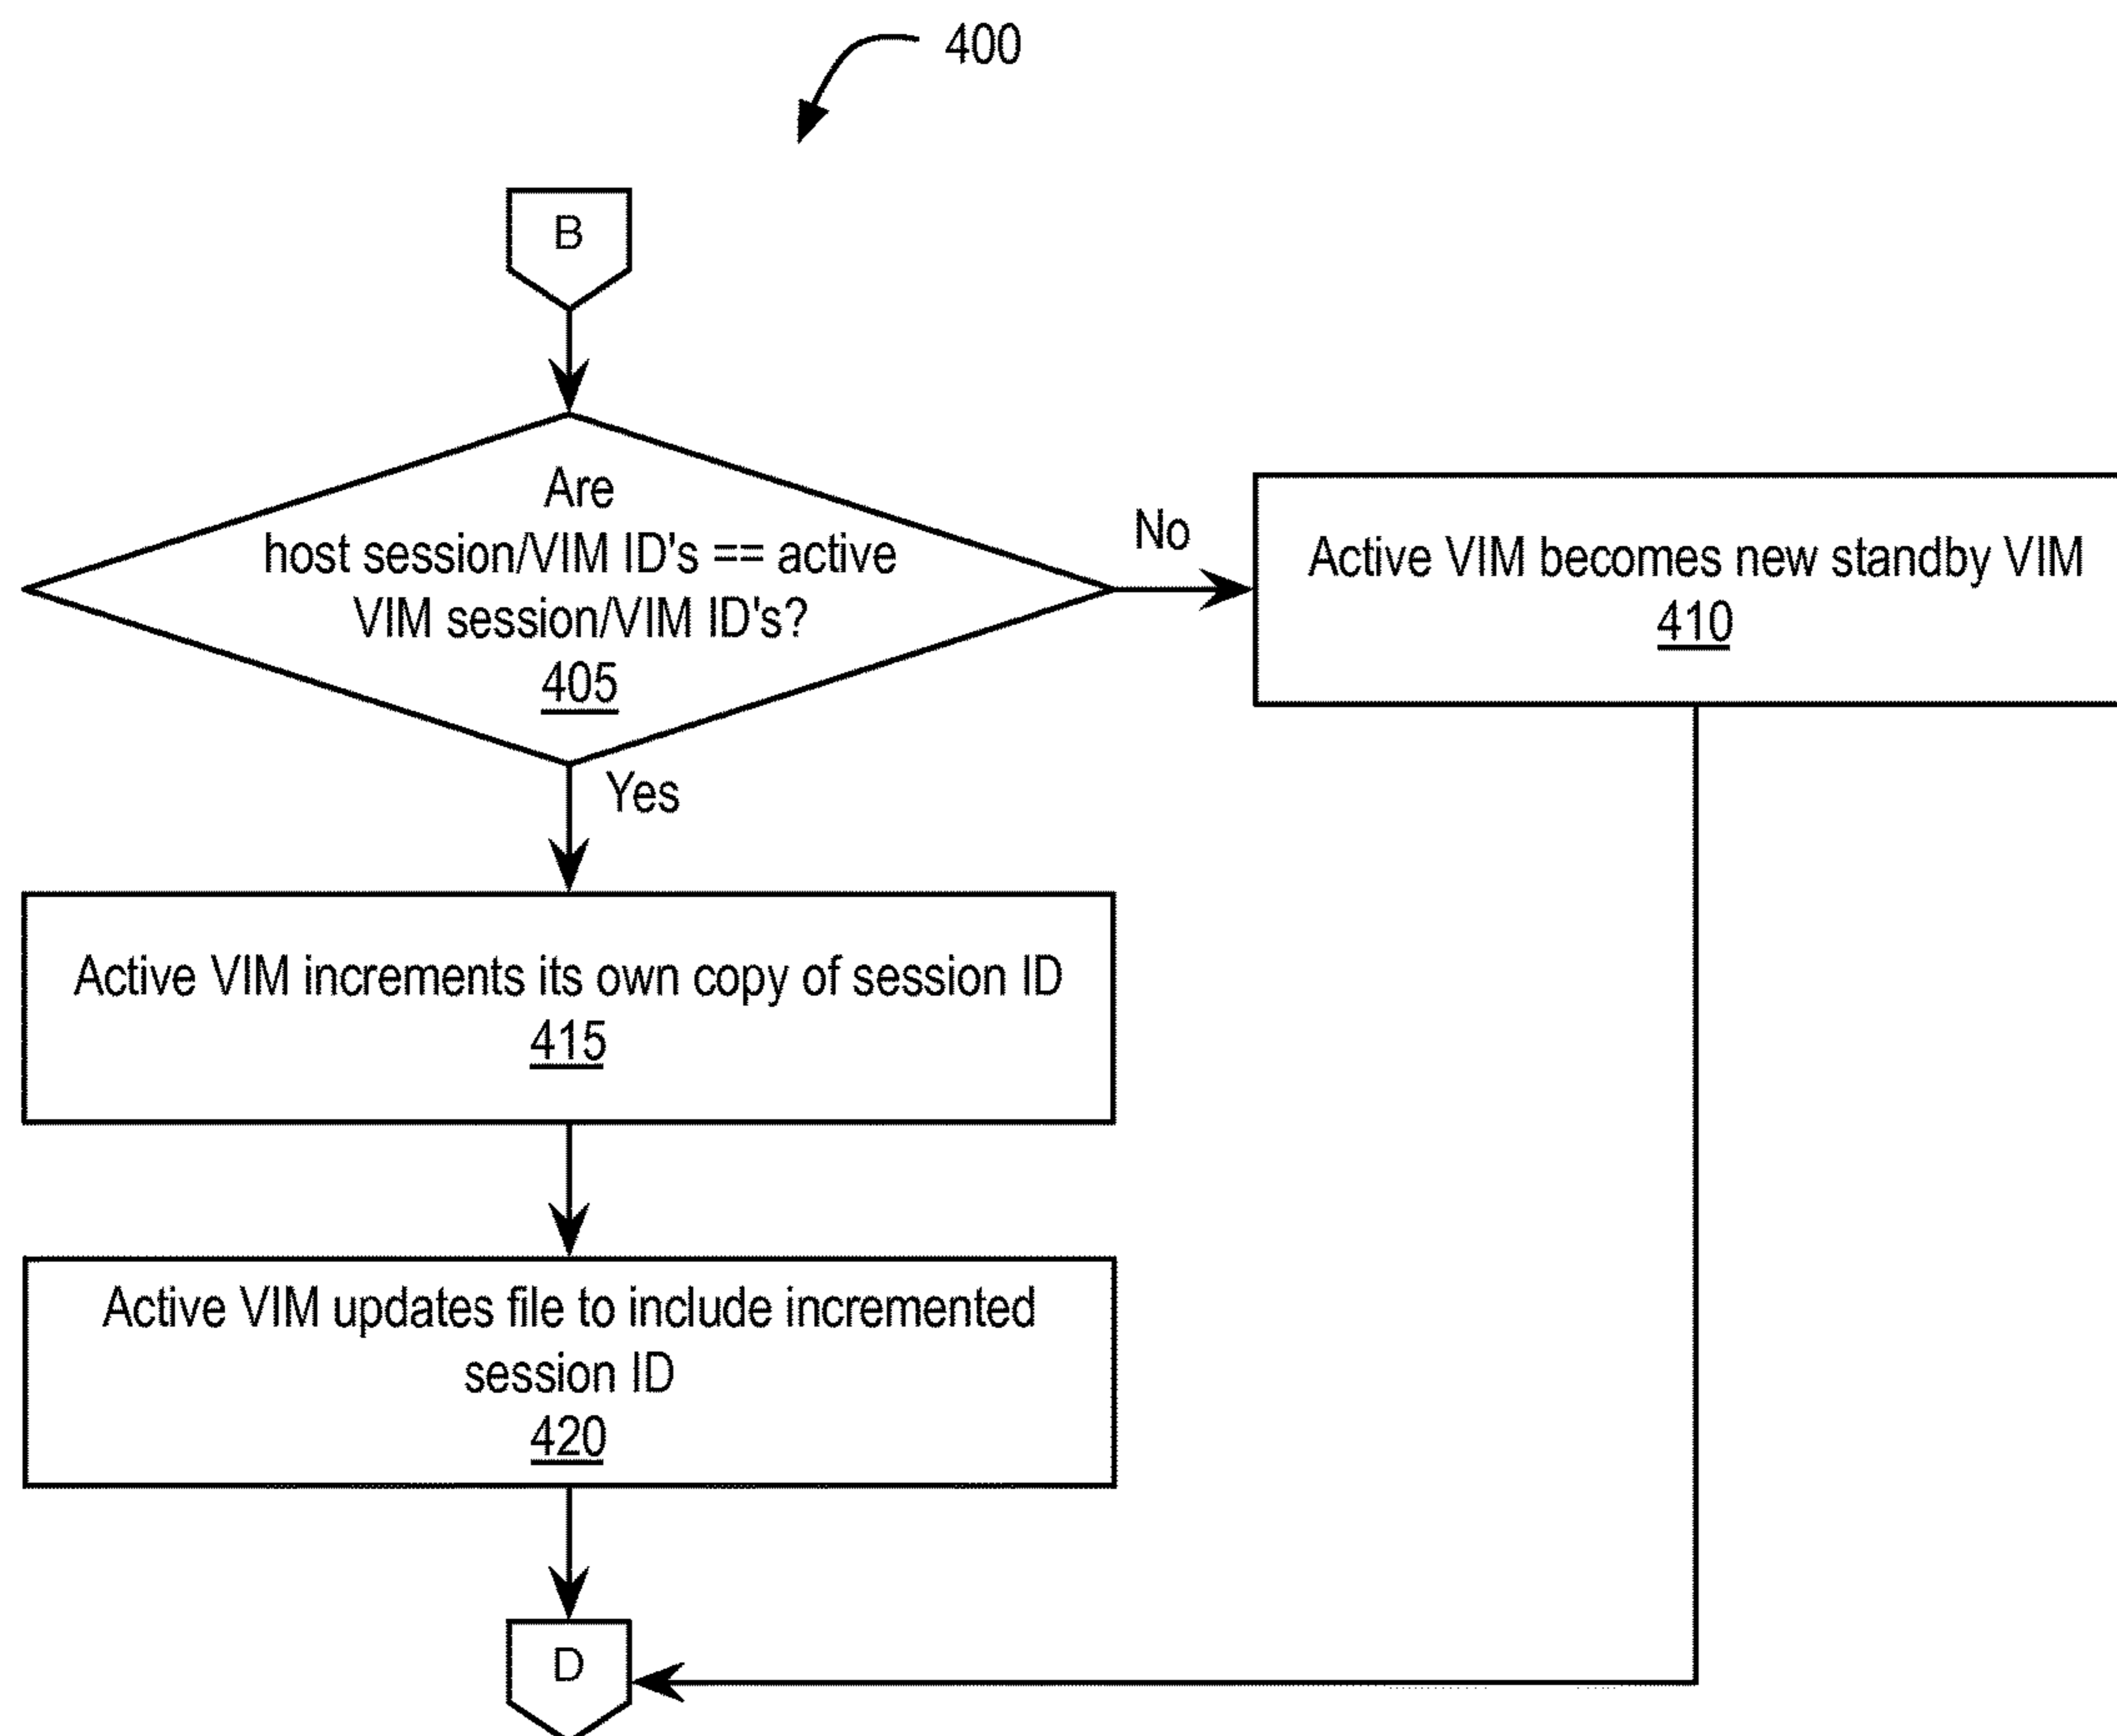 400
B
Are
host session/VIM ID's == active
VIM session/VIM ID's?
405
No
Active VIM becomes new standby VIM
410
Yes
Active VIM increments its own copy of session ID
415
Active VIM updates file to include incremented
session ID
420
D